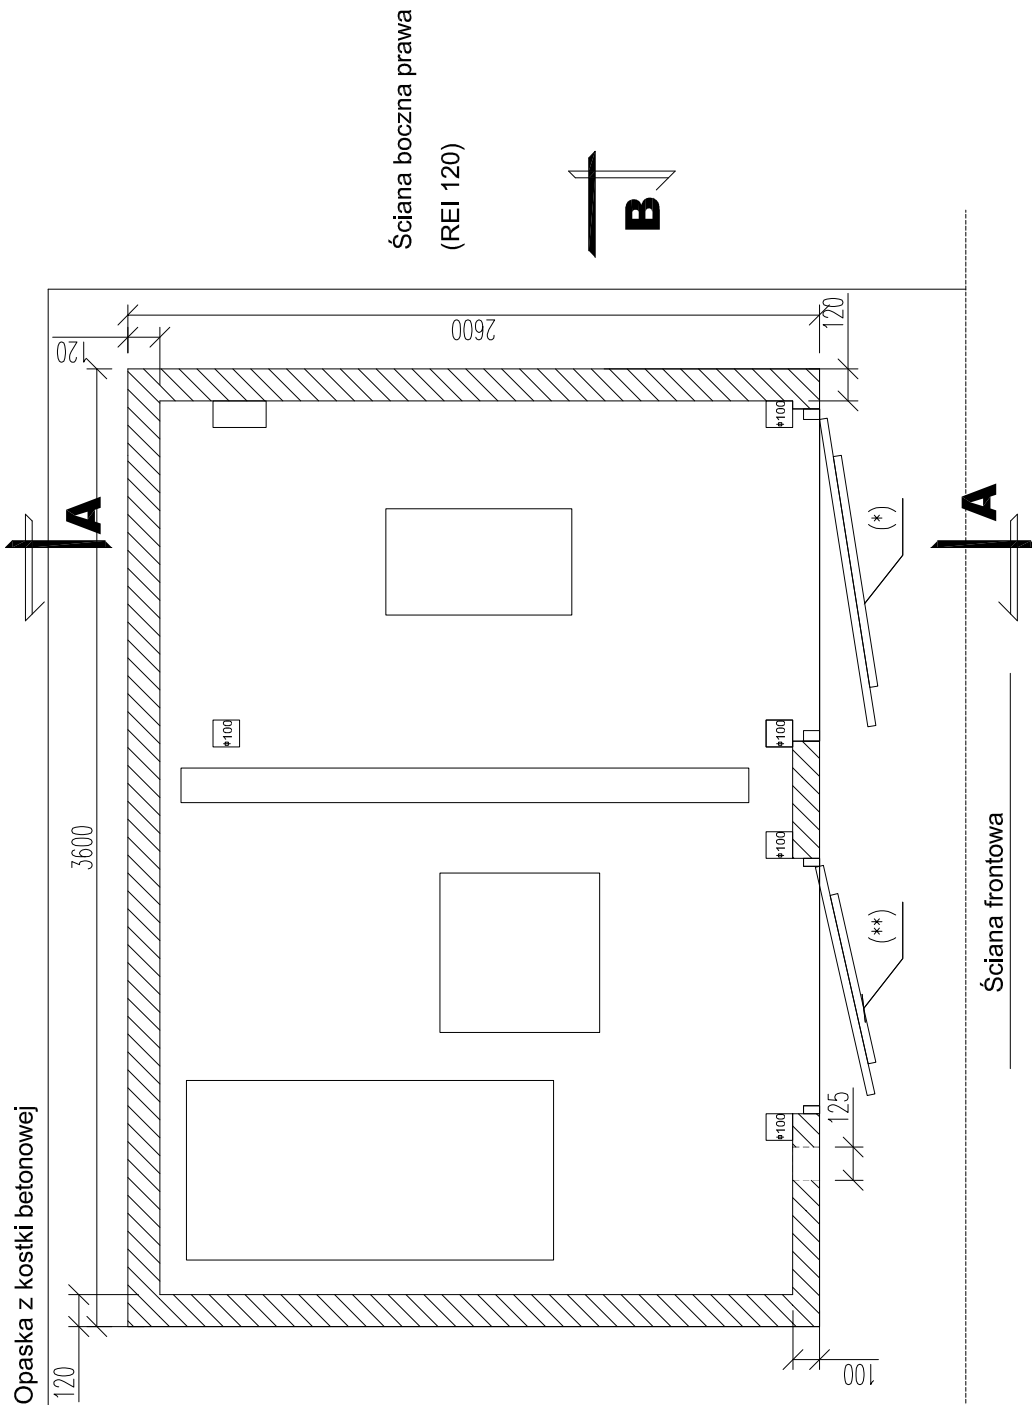 Opaska z kostki betonowej
120
3600
A
120
2600
Ściana boczna prawa
(REI 120)
B
120
ϕ100
ϕ100
ϕ100
ϕ100
ϕ100
(*)
(**)
125
100
A
Ściana frontowa